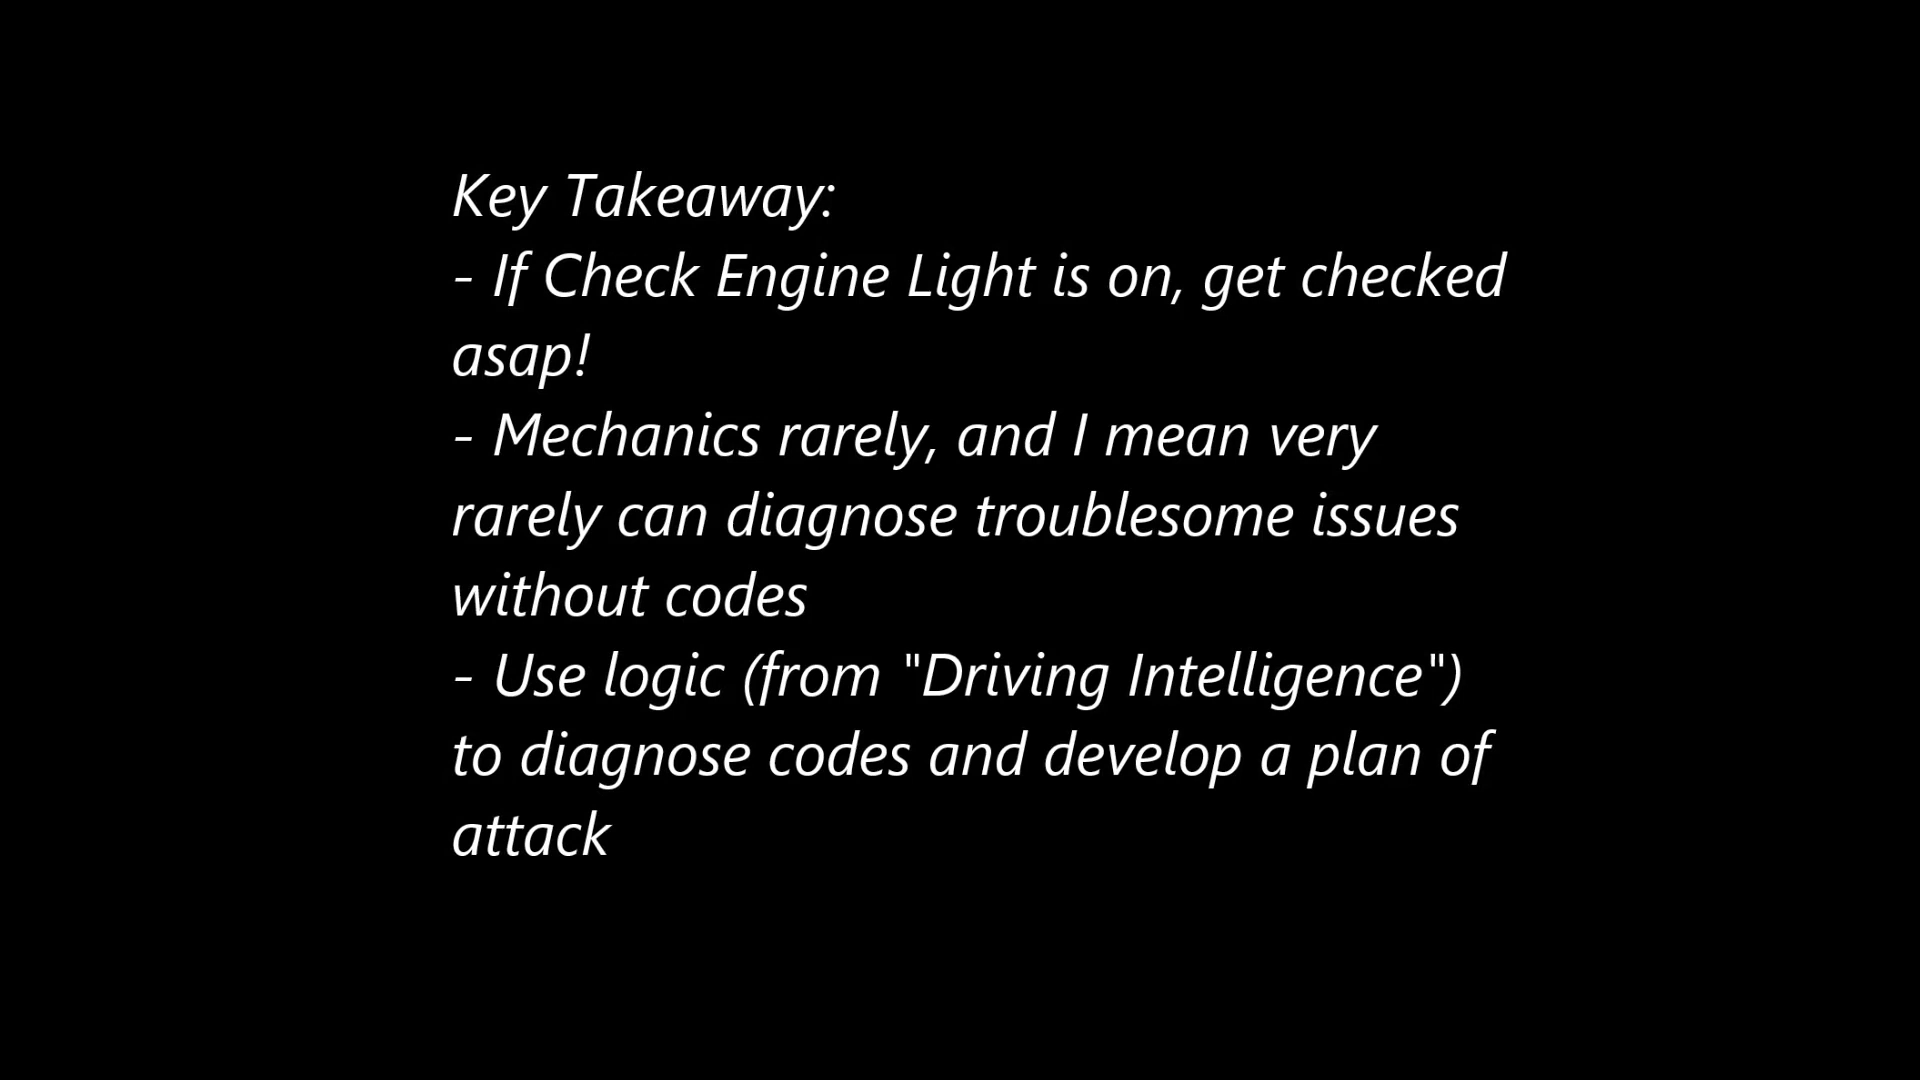 Key Takeaway:
- If Check Engine Light is on, get checked
asap!
- Mechanics rarely, and I mean very
rarely can diagnose troublesome issues
without codes
- Use logic (from "Driving Intelligence")
to diagnose codes and develop a plan of
attack